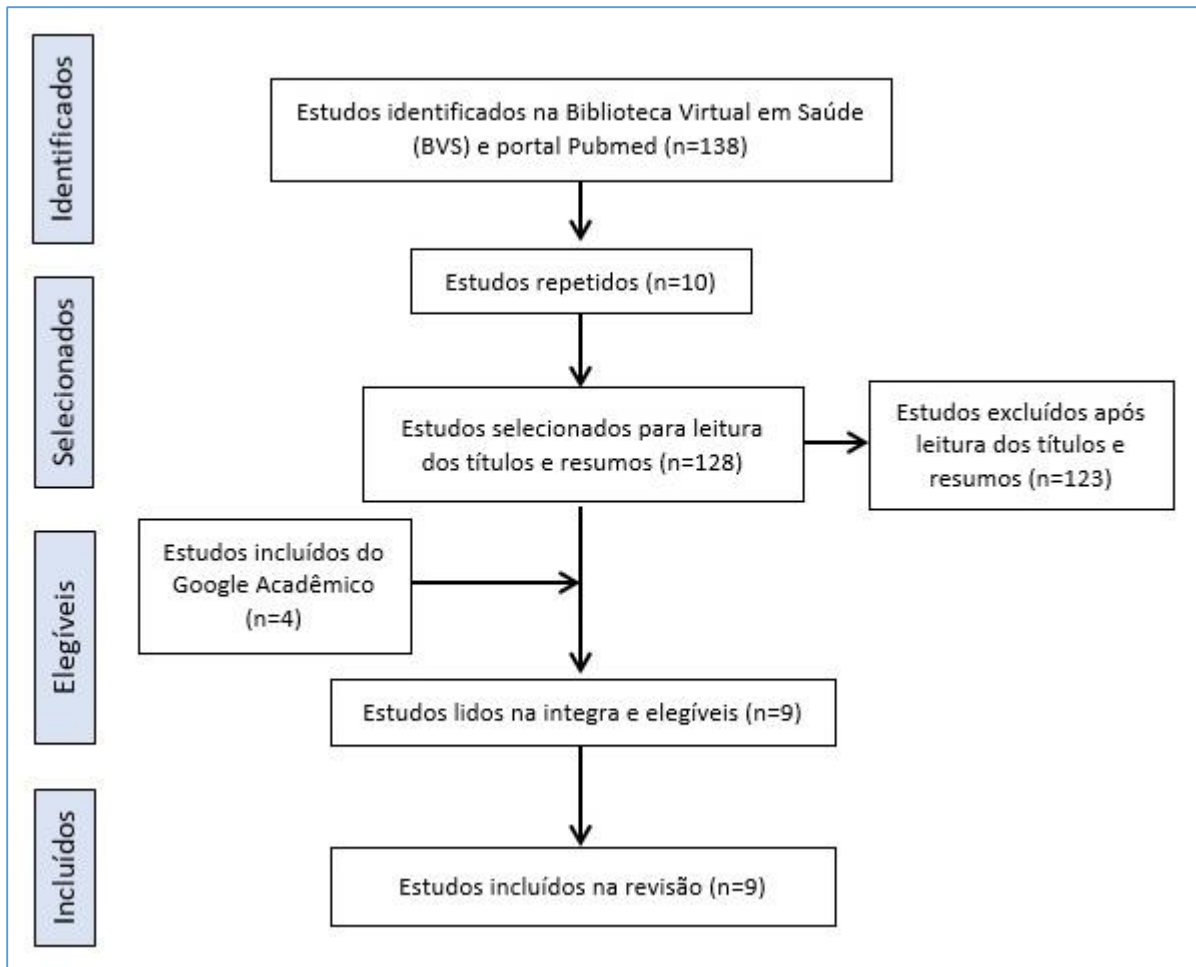 Identificados
Estudos identificados na Biblioteca Virtual em Saúde
(BVS) e portal Pubmed (n=138)
Selecionados
Estudos repetidos (n=10)
Estudos selecionados para leitura
dos títulos e resumos (n=128)
Estudos excluídos após
leitura dos títulos e
resumos (n=123)
Elegíveis
Estudos incluídos do
Google Acadêmico
(n=4)
Estudos lidos na integra e elegíveis (n=9)
Incluídos
Estudos incluídos na revisão (n=9)